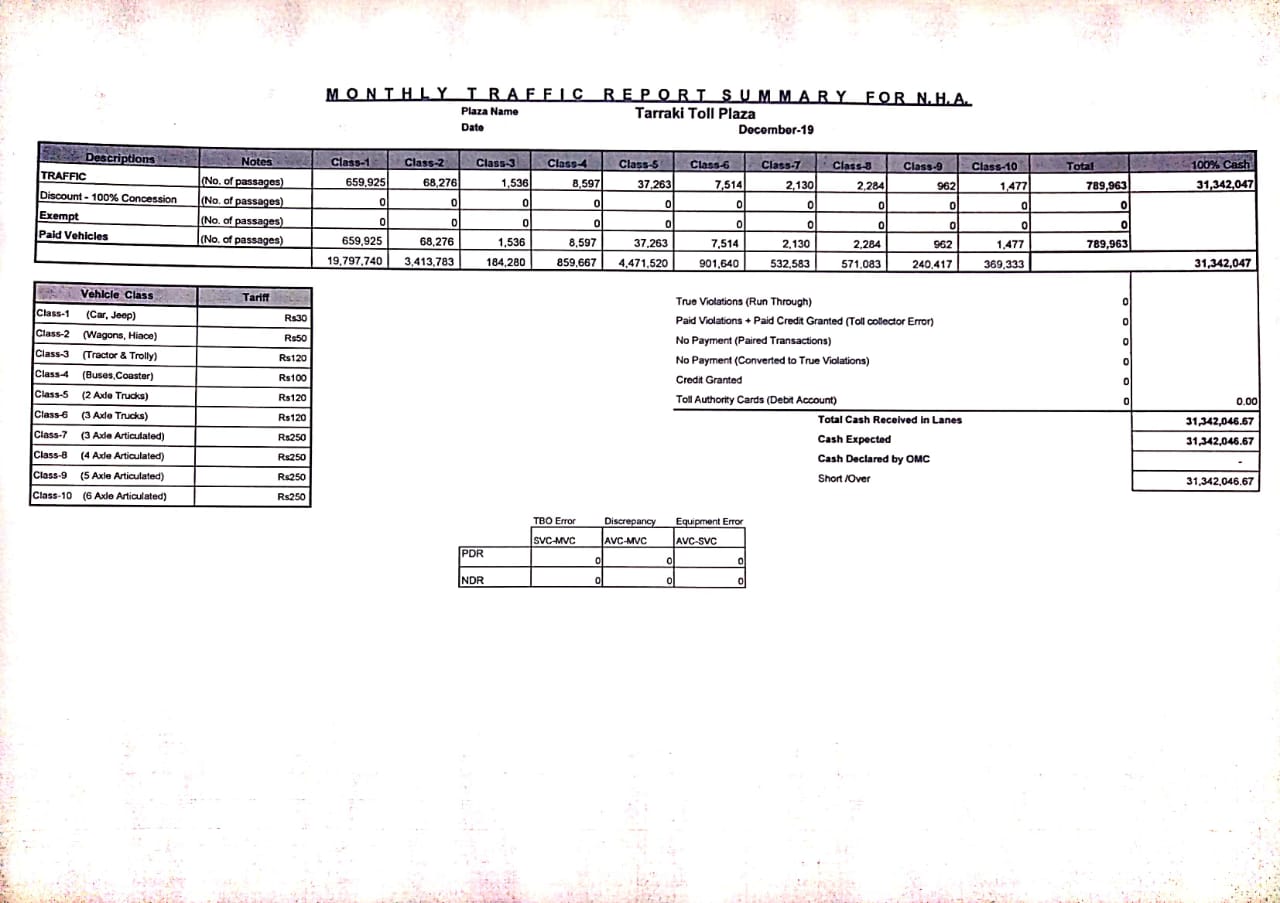 MONTHLY TRAFFIC REPORT SUMMARY FOR N.H.A.
Plaza Name Tarraki Toll Plaza
Date December-19
Descriptions Notes Class-1 Class-2 Class-3 Class-4 Class-5 Class-6 Class-7 Class-8 Class-9 Class-10 Total 100% Cash
TRAFFIC (No. of passages) 659,925 68,276 1,536 8,597 37,263 7,514 2,130 2,284 962 1,477 789,963 31,342,047
Discount - 100% Concession (No. of passages) 0 0 0 0 0 0 0 0 0 0 0
Exempt (No. of passages) 0 0 0 0 0 0 0 0 0 0 0
Paid Vehicles (No. of passages) 659,925 68,276 1,536 8,597 37,263 7,514 2,130 2,284 962 1,477 789,963
19,797,740 3,413,783 184,280 859,667 4,471,520 901,640 532,583 571,083 240,417 369,333 31,342,047
Vehicle Class Tariff
Class-1 (Car, Jeep) Rs30
Class-2 (Wagons, Hiace) Rs50
Class-3 (Tractor & Trolly) Rs120
Class-4 (Buses,Coaster) Rs100
Class-5 (2 Axle Trucks) Rs120
Class-6 (3 Axle Trucks) Rs120
Class-7 (3 Axle Articulated) Rs250
Class-8 (4 Axle Articulated) Rs250
Class-9 (5 Axle Articulated) Rs250
Class-10 (6 Axle Articulated) Rs250
True Violations (Run Through) 0
Paid Violations + Paid Credit Granted (Toll collector Error) 0
No Payment (Paired Transactions) 0
No Payment (Converted to True Violations) 0
Credit Granted 0
Toll Authority Cards (Debit Account) 0 0.00
Total Cash Received in Lanes 31,342,046.67
Cash Expected 31,342,046.67
Cash Declared by OMC -
Short /Over 31,342,046.67
TBO Error Discrepancy Equipment Error
SVC-MVC AVC-MVC AVC-SVC
PDR 0 0 0
NDR 0 0 0